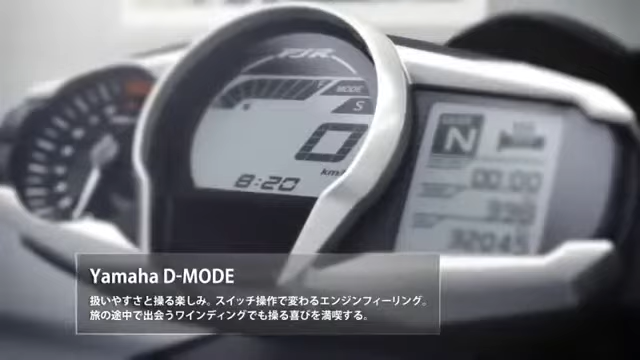 FJR
MODE
S
0
km/h
8:20
N
00:00
32045
Yamaha D-MODE
扱いやすさと操る楽しみ。スイッチ操作で変わるエンジンフィーリング。
旅の途中で出会うワインディングでも操る喜びを満喫する。